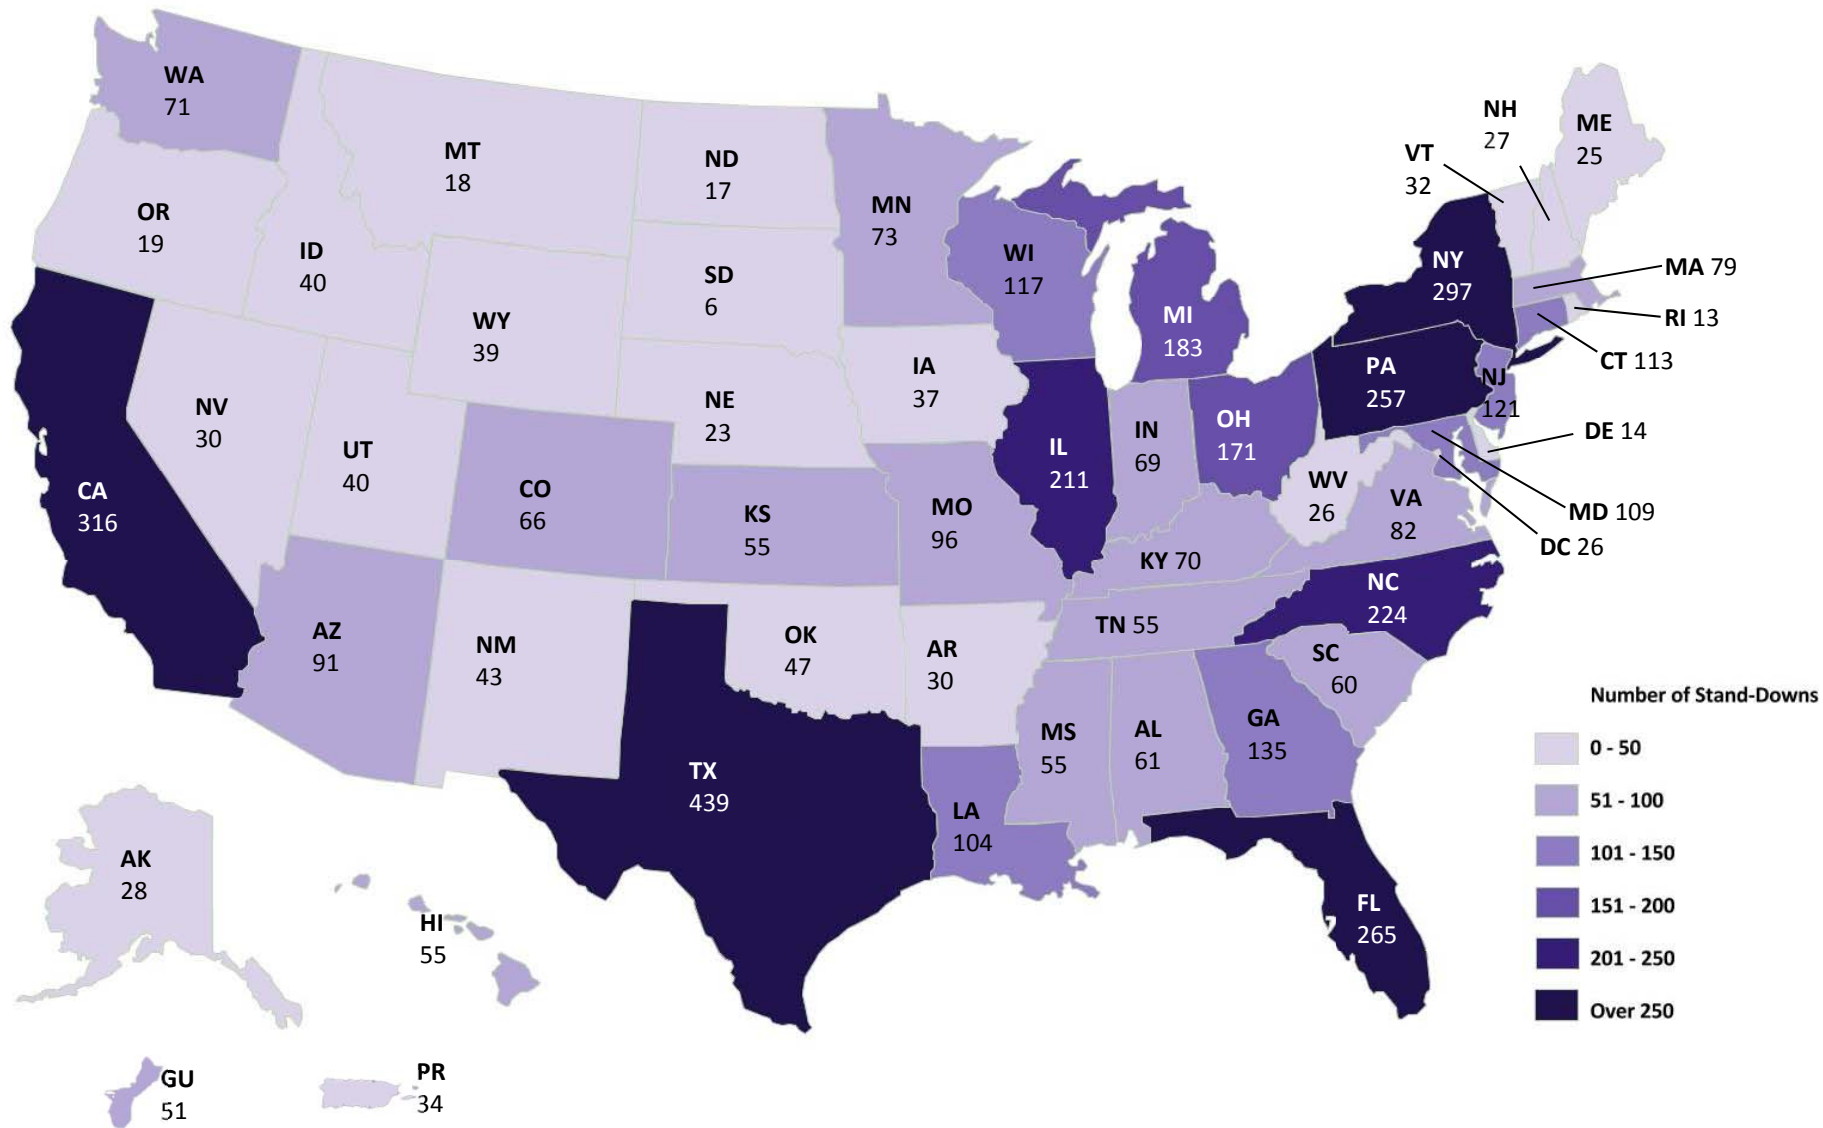 WA
71
OR
19
ID
40
MT
18
ND
17
MN
73
WI
117
MI
183
NH
27
VT
32
ME
25
NY
297
MA 79
RI 13
CT 113
SD
6
WY
39
NV
30
UT
40
CA
316
NE
23
IA
37
IL
211
IN
69
OH
171
PA
257
NJ
121
DE 14
MD 109
DC 26
WV
26
VA
82
CO
66
KS
55
MO
96
KY 70
NC
224
TN 55
SC
60
AZ
91
NM
43
OK
47
AR
30
TX
439
LA
104
MS
55
AL
61
GA
135
FL
265
AK
28
HI
55
GU
51
PR
34
Number of Stand-Downs
0 - 50
51 - 100
101 - 150
151 - 200
201 - 250
Over 250